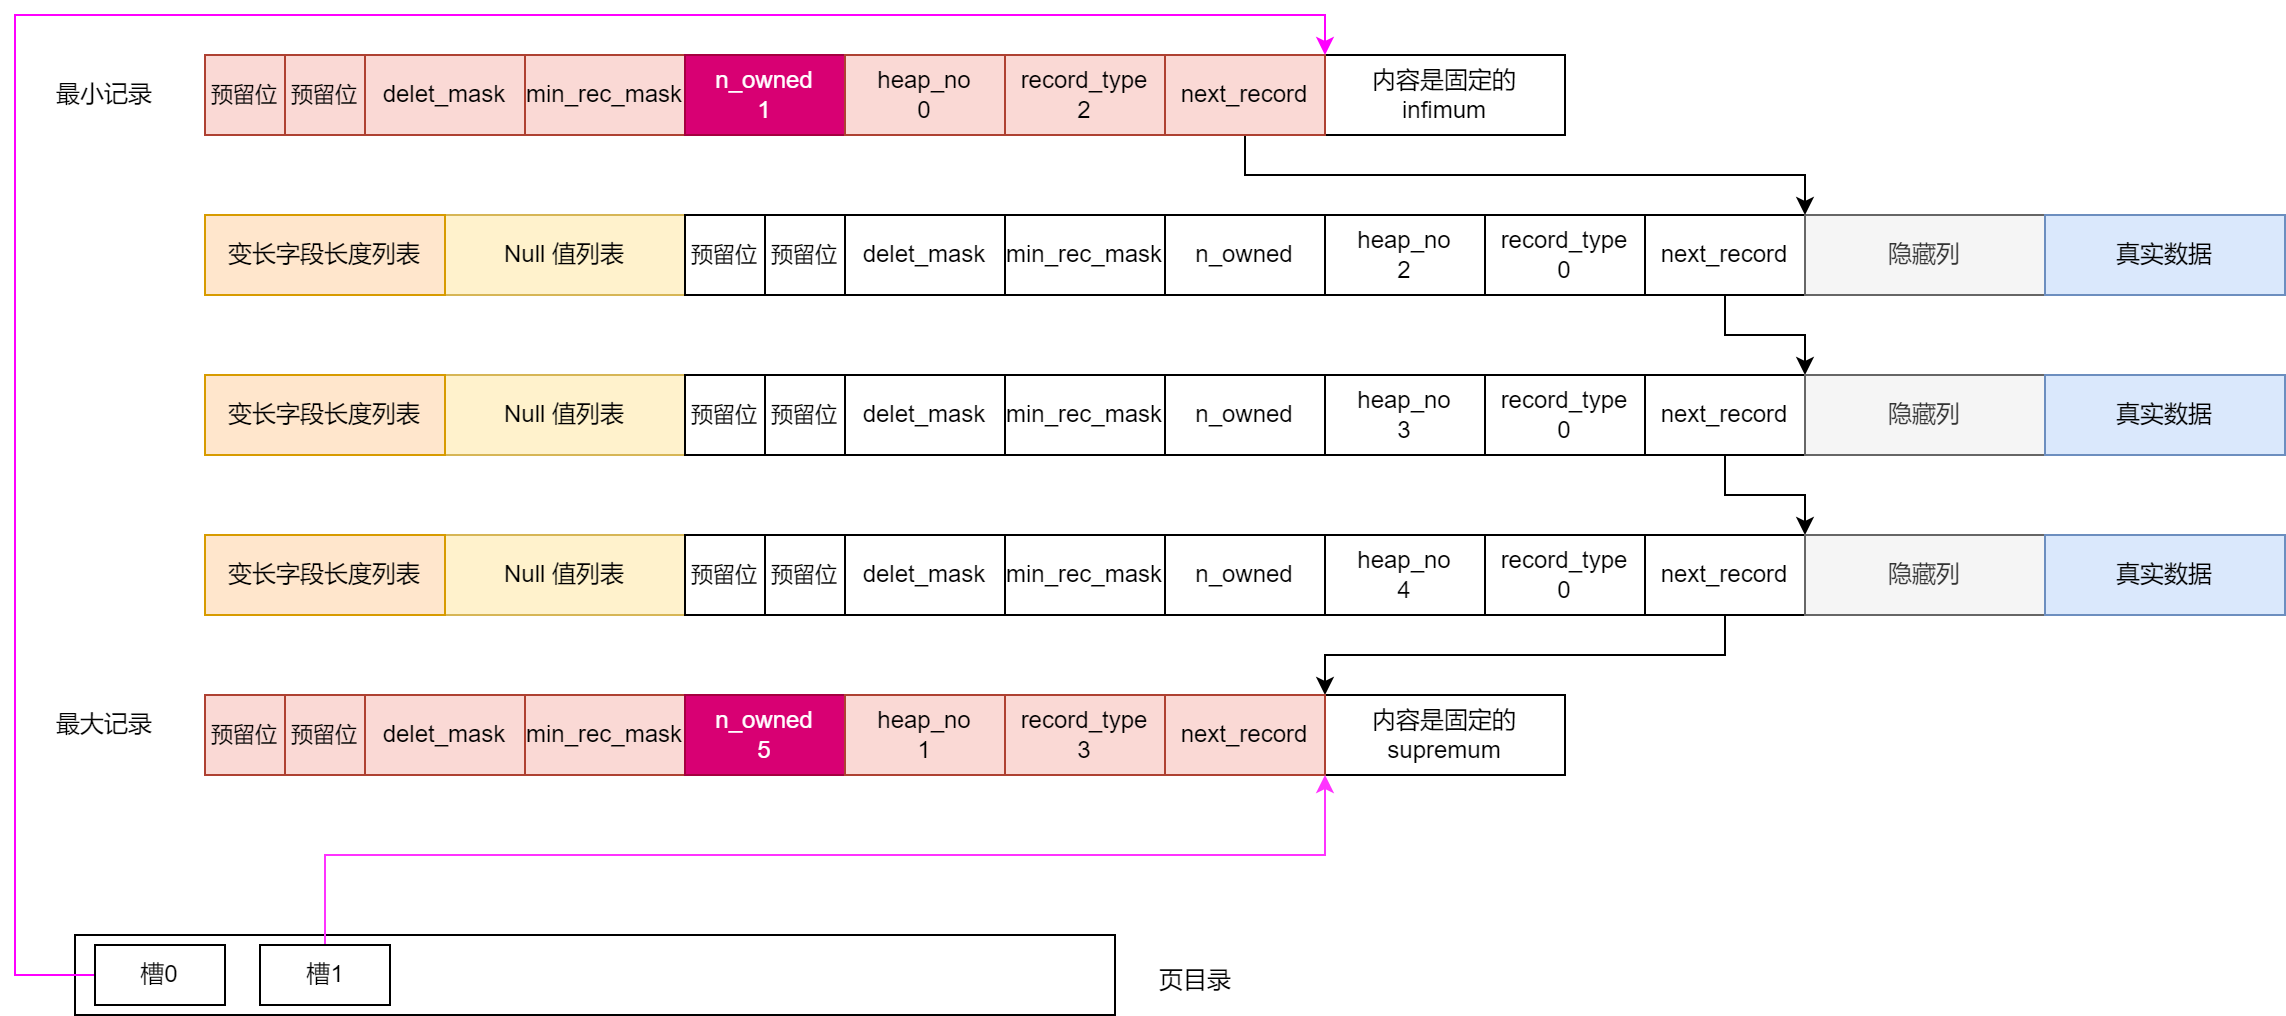 最小记录
预留位
预留位
delet_mask
min_rec_mask
n_owned
1
heap_no
0
record_type
2
next_record
内容是固定的
infimum
变长字段长度列表
Null 值列表
预留位
预留位
delet_mask
min_rec_mask
n_owned
heap_no
2
record_type
0
next_record
隐藏列
真实数据
变长字段长度列表
Null 值列表
预留位
预留位
delet_mask
min_rec_mask
n_owned
heap_no
3
record_type
0
next_record
隐藏列
真实数据
变长字段长度列表
Null 值列表
预留位
预留位
delet_mask
min_rec_mask
n_owned
heap_no
4
record_type
0
next_record
隐藏列
真实数据
最大记录
预留位
预留位
delet_mask
min_rec_mask
n_owned
5
heap_no
1
record_type
3
next_record
内容是固定的
supremum
槽0
槽1
页目录